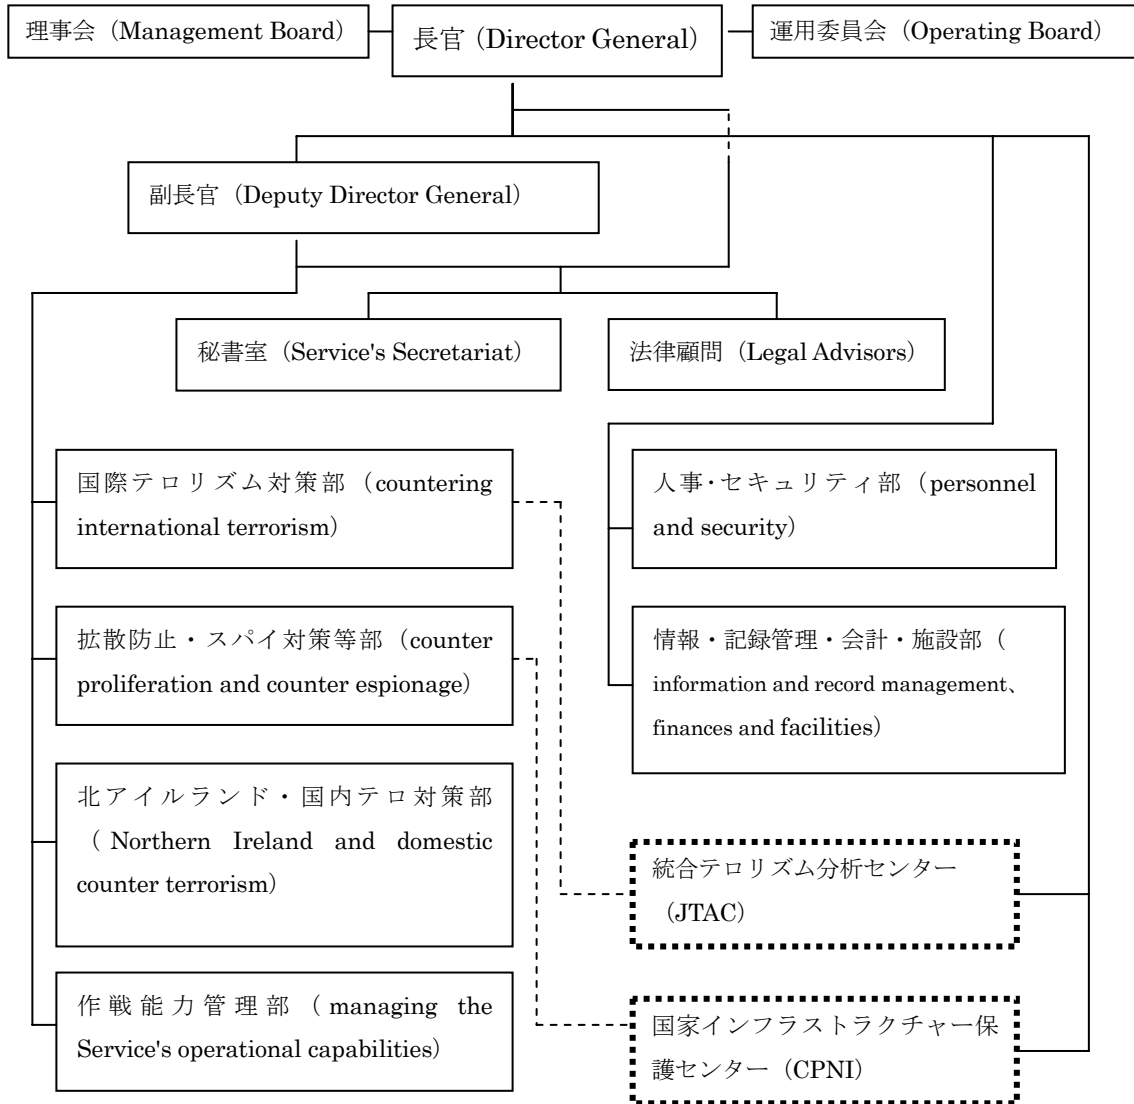 理事会（Management Board）
長官（Director General）
運用委員会（Operating Board）
副長官（Deputy Director General）
秘書室（Service's Secretariat）
法律顧問（Legal Advisors）
国際テロリズム対策部（countering
international terrorism）
人事・セキュリティ部（personnel
and security）
拡散防止・スパイ対策等部（counter
proliferation and counter espionage）
情報・記録管理・会計・施設部（
information and record management、
finances and facilities）
北アイルランド・国内テロ対策部
（Northern Ireland and domestic
counter terrorism）
統合テロリズム分析センター
（JTAC）
作戦能力管理部（managing the
Service's operational capabilities）
国家インフラストラクチャー保
護センター（CPNI）